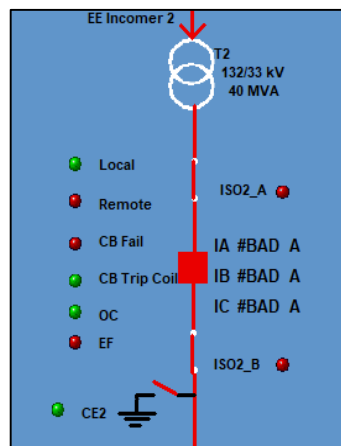 EE Incomer 2
T2
132/33 kV
40 MVA
Local
ISO2_A
Remote
CB Fail
IA #BAD A
CB Trip Coil
IB #BAD A
OC
IC #BAD A
EF
ISO2_B
CE2